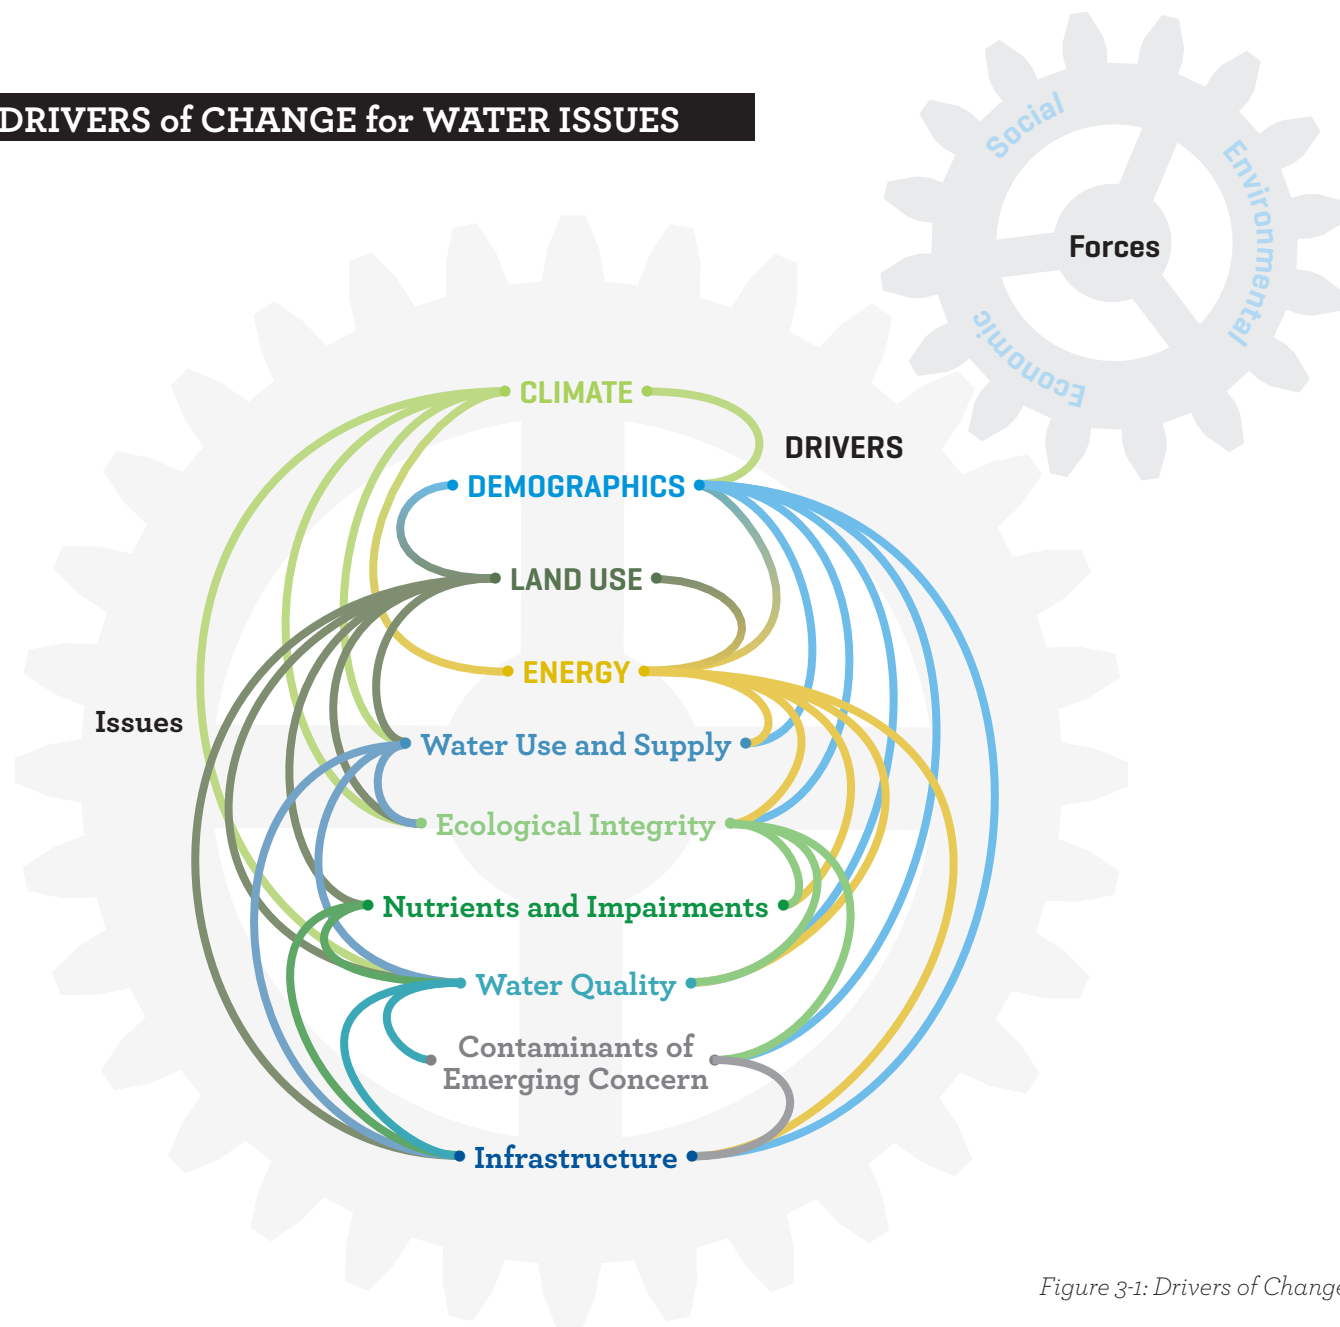 DRIVERS of CHANGE for WATER ISSUES
Social
Environmental
Forces
Economic
CLIMATE
DRIVERS
DEMOGRAPHICS
LAND USE
ENERGY
Issues
Water Use and Supply
Ecological Integrity
Nutrients and Impairments
Water Quality
Contaminants of
Emerging Concern
Infrastructure
Figure 3-1: Drivers of Change